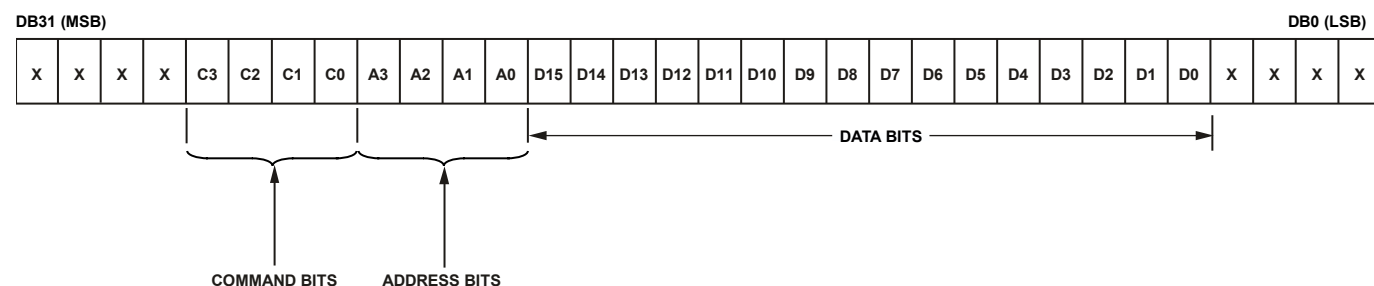 DB31 (MSB) DB0 (LSB)
X X X X C3 C2 C1 C0 A3 A2 A1 A0 D15 D14 D13 D12 D11 D10 D9 D8 D7 D6 D5 D4 D3 D2 D1 D0 X X X X
DATA BITS
COMMAND BITS ADDRESS BITS